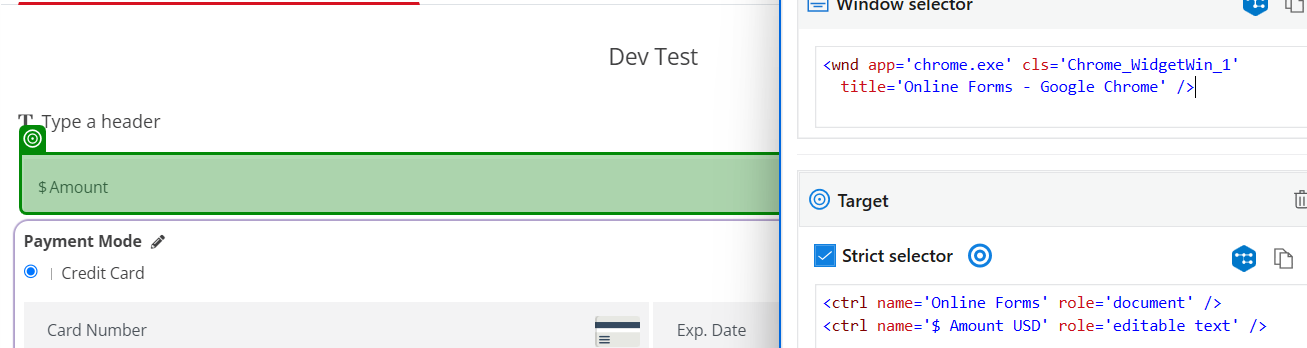 Dev Test
T Type a header
$ Amount
Payment Mode
Credit Card
Card Number
Exp. Date
Window selector
<wnd app='chrome.exe' cls='Chrome_WidgetWin_1'
title='Online Forms - Google Chrome' />
Target
Strict selector
<ctrl name='Online Forms' role='document' />
<ctrl name='$ Amount USD' role='editable text' />